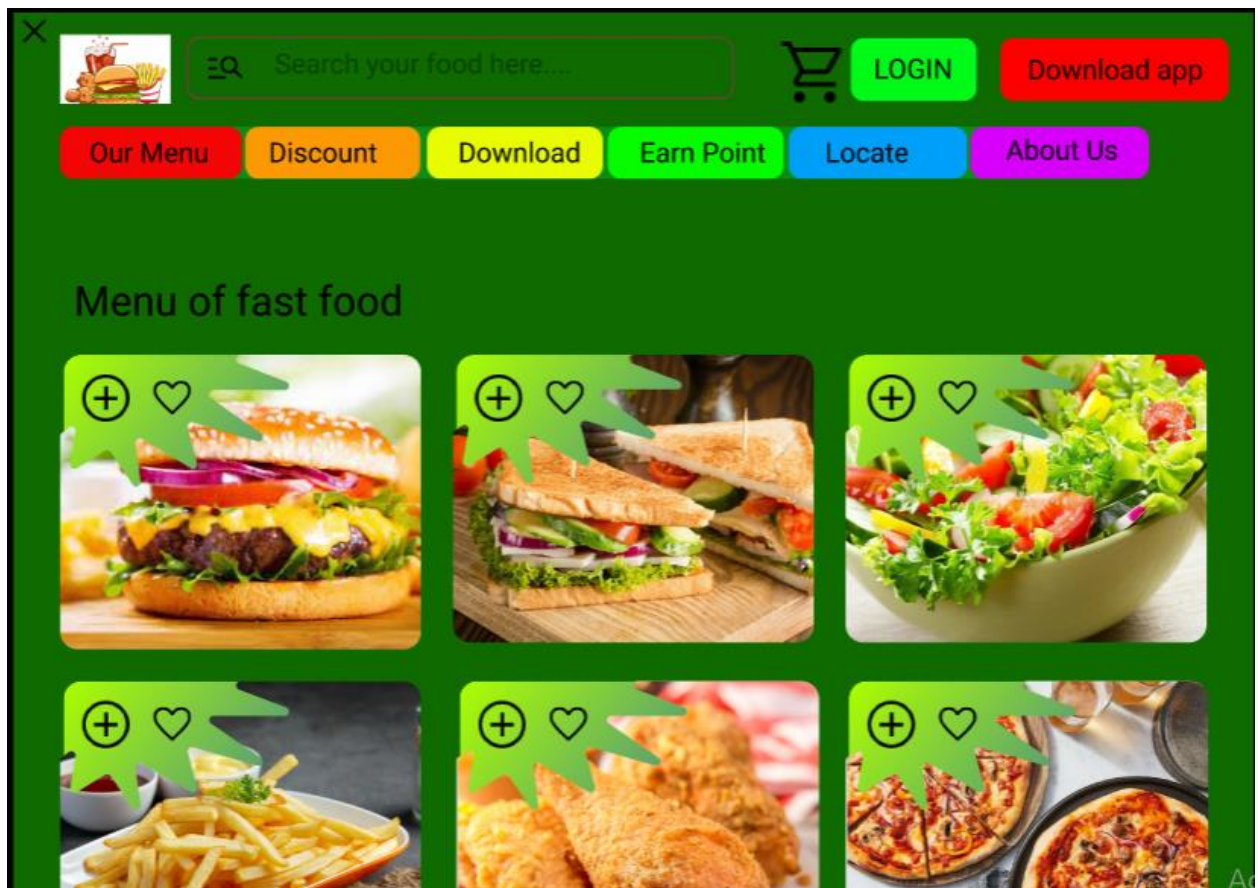 Search your food here....
LOGIN
Download app
Our Menu
Discount
Download
Earn Point
Locate
About Us
Menu of fast food